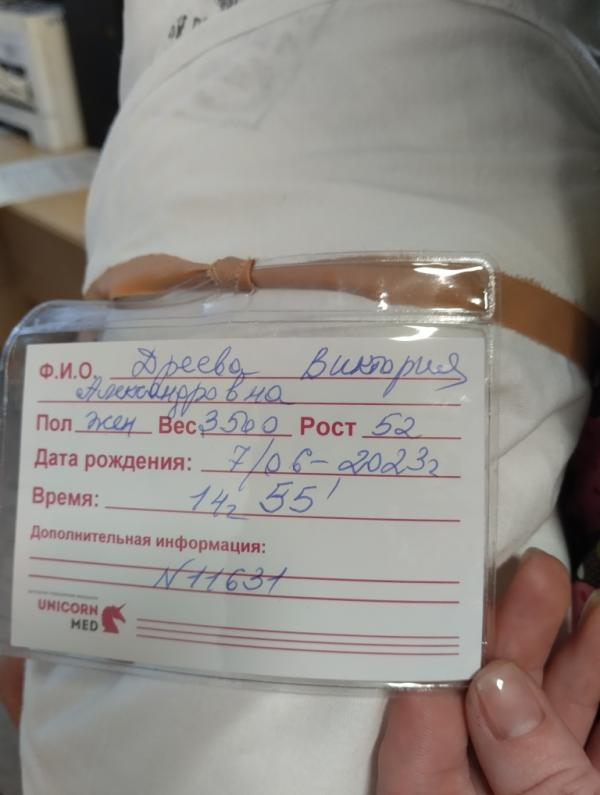 Ф.И.О. Дреева Виктория
Александровна
Пол жен Вес 3500 Рост 52
Дата рождения: 7/06-2023г
Время: 14г 55'
Дополнительная информация:
N11631
UNICORN
MED